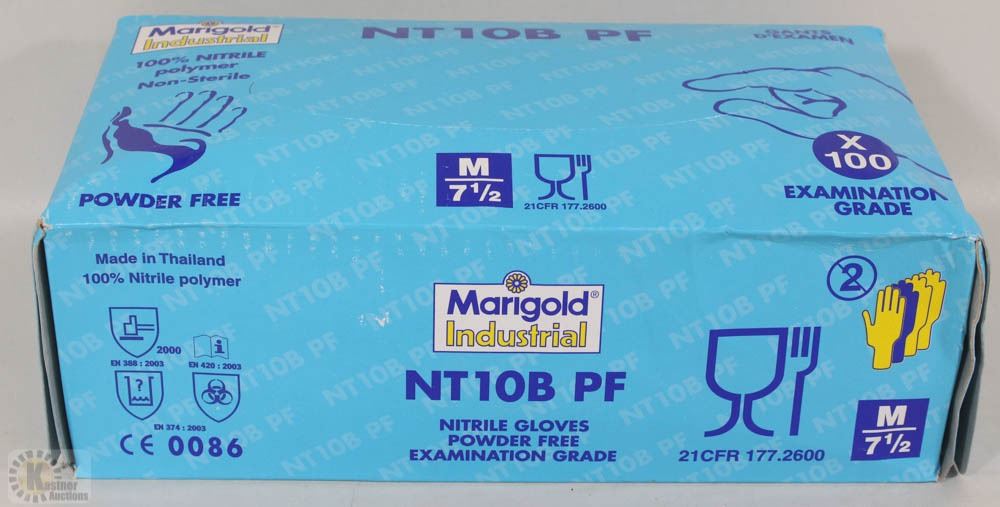 Marigold®
Industrial
NT10B PF
GANTS
D'EXAMEN
100% NITRILE
polymer
Non-Sterile
POWDER FREE
M
7½
21CFR 177.2600
X
100
EXAMINATION
GRADE
Made in Thailand
100% Nitrile polymer
2000
EN 388 : 2003
i
EN 420 : 2003
?
EN 374 : 2003
CE 0086
Marigold®
Industrial
NT10B PF
NITRILE GLOVES
POWDER FREE
EXAMINATION GRADE
21CFR 177.2600
2
M
7½
Kastner
Auctions